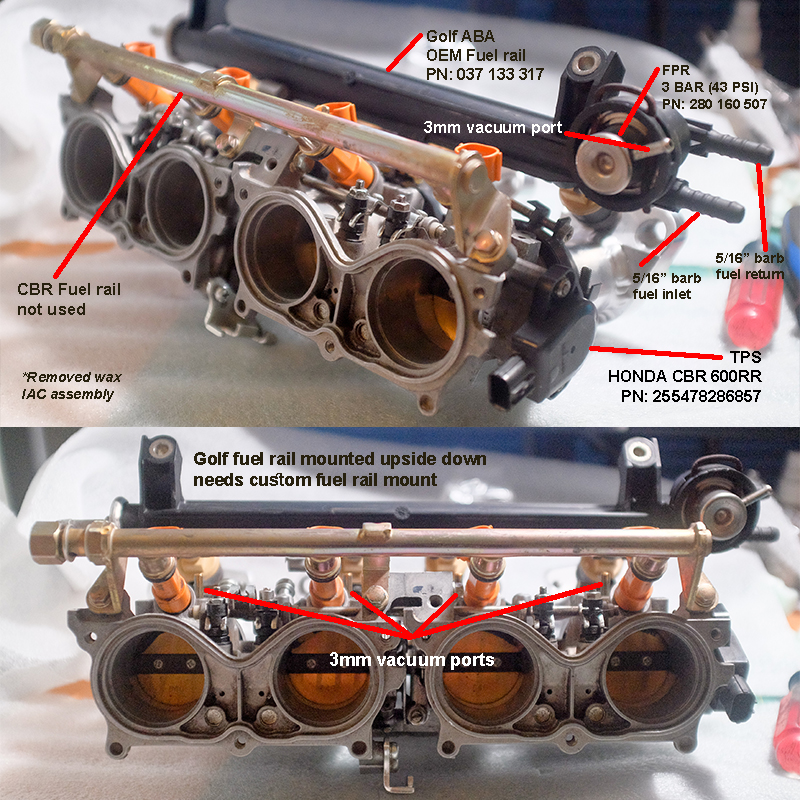 Golf ABA
OEM Fuel rail
PN: 037 133 317
FPR
3 BAR (43 PSI)
PN: 280 160 507
3mm vacuum port
5/16" barb
fuel return
5/16" barb
fuel inlet
CBR Fuel rail
not used
TPS
HONDA CBR 600RR
PN: 255478286857
*Removed wax
IAC assembly
Golf fuel rail mounted upside down
needs custom fuel rail mount
3mm vacuum ports